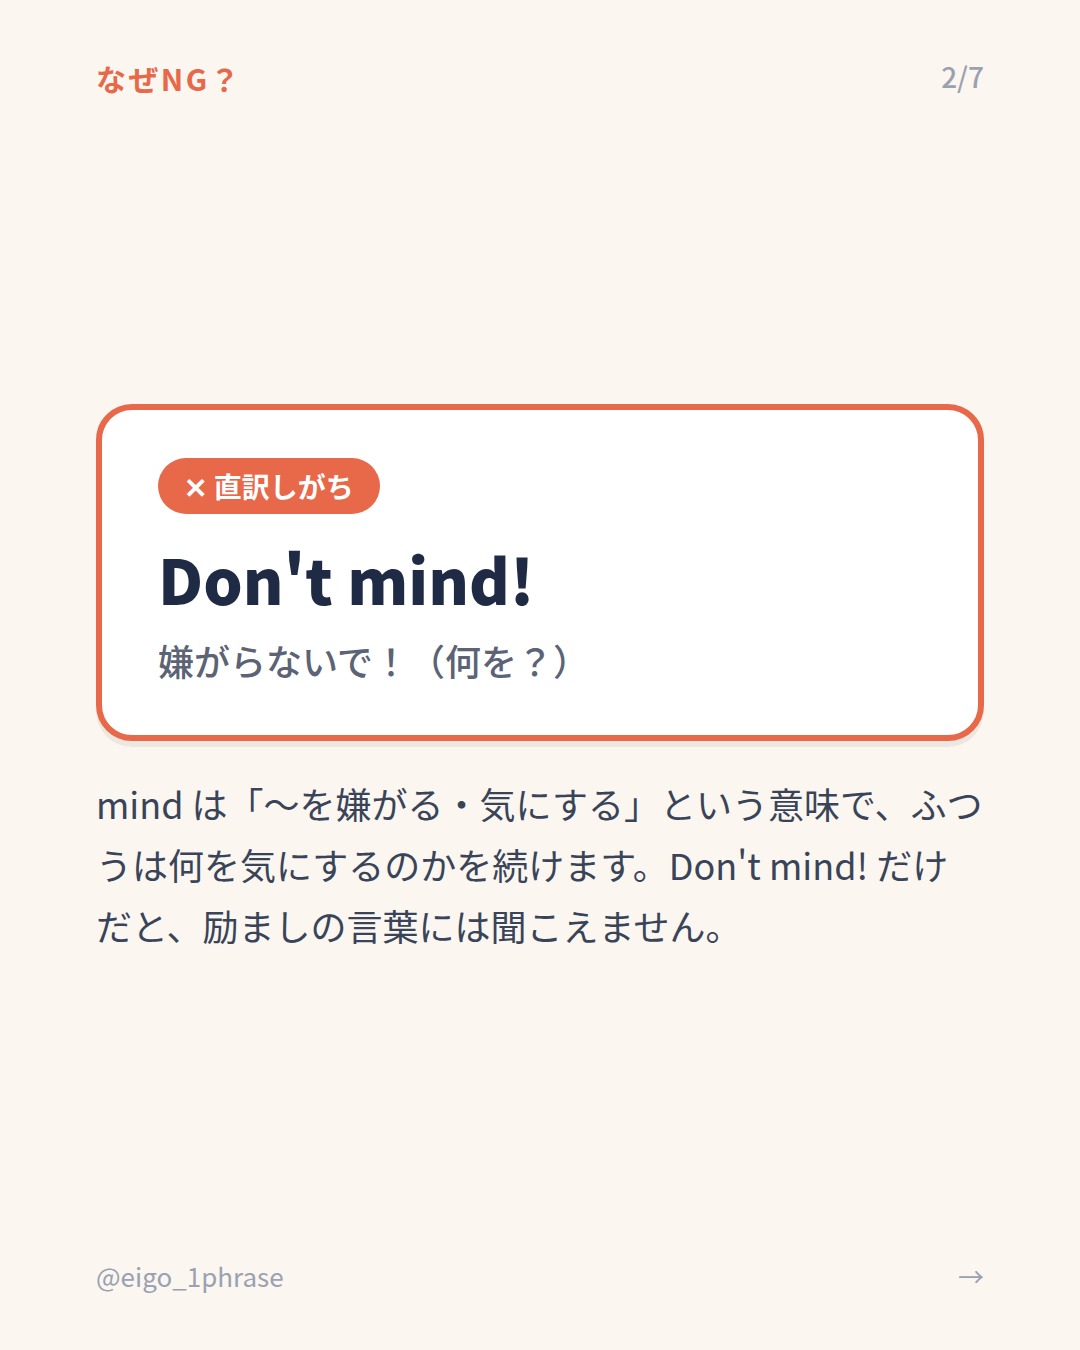 なぜNG？
2/7
× 直訳しがち
Don't mind!
嫌がらないで！（何を？）
mind は「〜を嫌がる・気にする」という意味で、ふつ
うは何を気にするのかを続けます。Don't mind! だけ
だと、励ましの言葉には聞こえません。
@eigo_1phrase
→